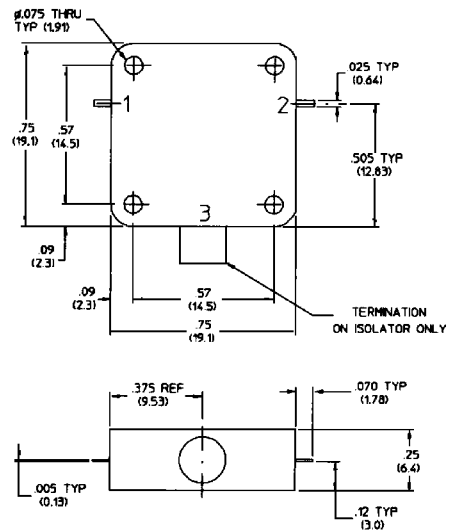 ø.075 THRU
TYP (1.91)
.025 TYP
(0.64)
1
2
.75
(19.1)
.57
(14.5)
.505 TYP
(12.83)
3
.09
(2.3)
.09
(2.3)
.57
(14.5)
.75
(19.1)
TERMINATION
ON ISOLATOR ONLY
.375 REF
(9.53)
.070 TYP
(1.78)
.25
(6.4)
.005 TYP
(0.13)
.12 TYP
(3.0)